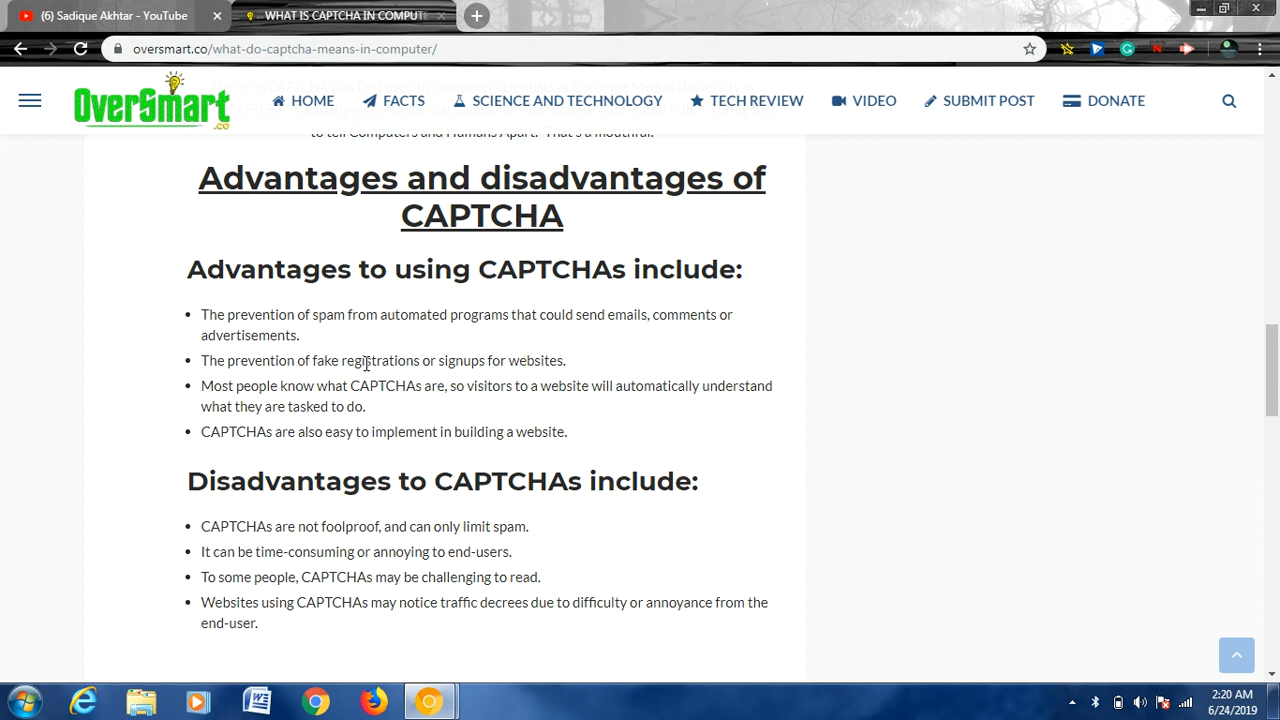 (6) Sadique Akhtar - YouTube
WHAT IS CAPTCHA IN COMPUT
oversmart.co/what-do-captcha-means-in-computer/
OverSmart
.co
HOME
FACTS
SCIENCE AND TECHNOLOGY
TECH REVIEW
VIDEO
SUBMIT POST
DONATE
to tell Computers and Humans Apart." That's a mouthful.
Advantages and disadvantages of
CAPTCHA
Advantages to using CAPTCHAs include:
• The prevention of spam from automated programs that could send emails, comments or
advertisements.
• The prevention of fake registrations or signups for websites.
• Most people know what CAPTCHAs are, so visitors to a website will automatically understand
what they are tasked to do.
• CAPTCHAs are also easy to implement in building a website.
Disadvantages to CAPTCHAs include:
• CAPTCHAs are not foolproof, and can only limit spam.
• It can be time-consuming or annoying to end-users.
• To some people, CAPTCHAs may be challenging to read.
• Websites using CAPTCHAs may notice traffic decrees due to difficulty or annoyance from the
end-user.
2:20 AM
6/24/2019